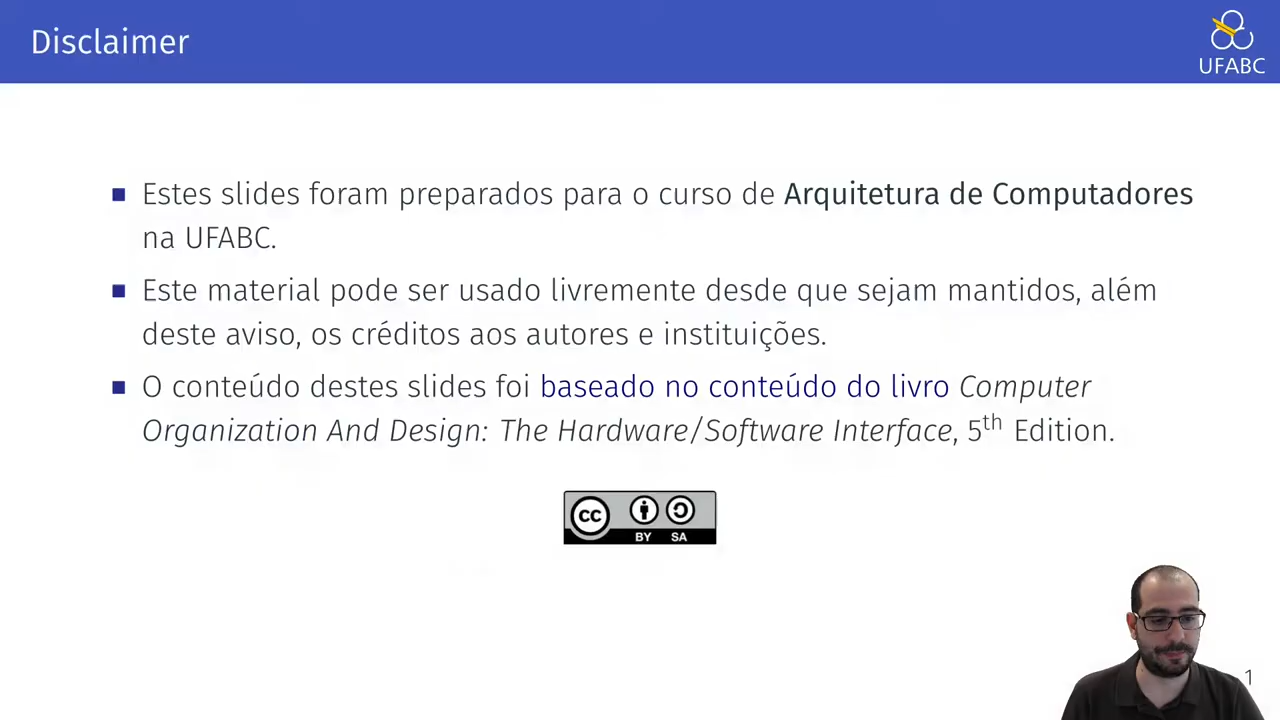 Disclaimer
UFABC
Estes slides foram preparados para o curso de Arquitetura de Computadores
na UFABC.
Este material pode ser usado livremente desde que sejam mantidos, além
deste aviso, os créditos aos autores e instituições.
O conteúdo destes slides foi baseado no conteúdo do livro Computer
Organization And Design: The Hardware/Software Interface, 5th Edition.
cc BY SA
1